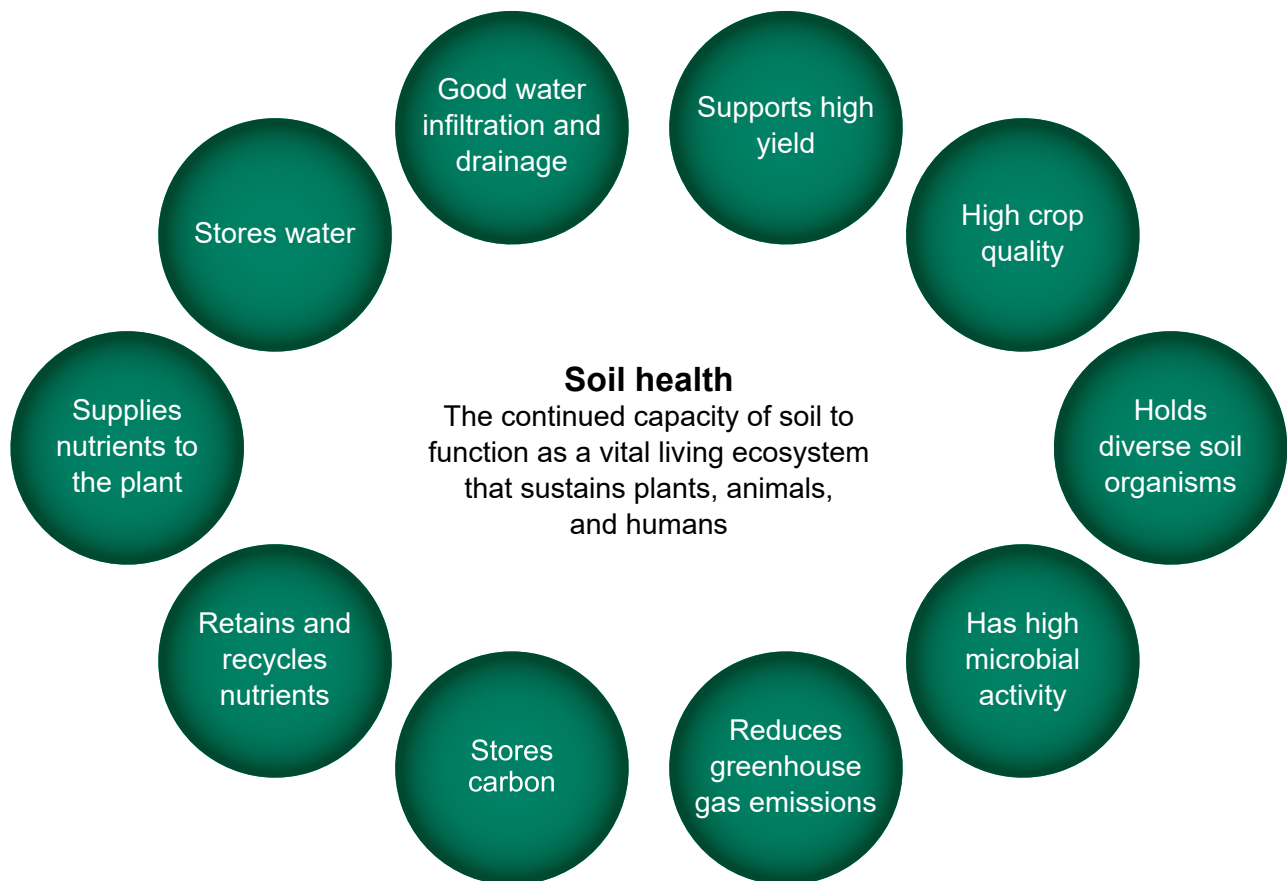 Good water
infiltration and
drainage
Supports high
yield
Stores water
High crop
quality
Soil health
The continued capacity of soil to
function as a vital living ecosystem
that sustains plants, animals,
and humans
Supplies
nutrients to
the plant
Holds
diverse soil
organisms
Retains and
recycles
nutrients
Has high
microbial
activity
Stores
carbon
Reduces
greenhouse
gas emissions